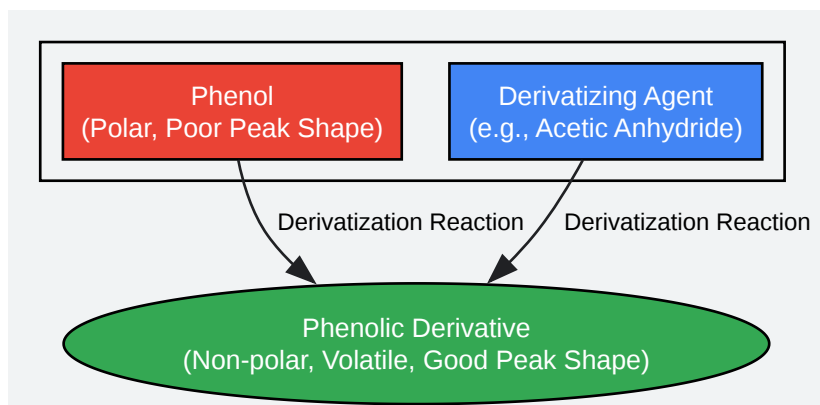 Phenol
(Polar, Poor Peak Shape)
Derivatizing Agent
(e.g., Acetic Anhydride)
Derivatization Reaction
Derivatization Reaction
Phenolic Derivative
(Non-polar, Volatile, Good Peak Shape)